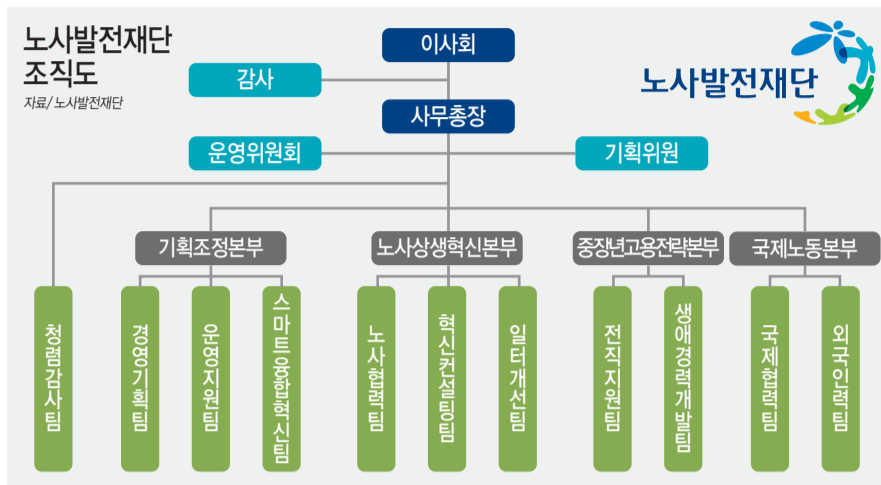 노사발전재단
조직도
자료/노사발전재단
노사발전재단
이사회
감사
사무총장
운영위원회
기획위원
기획조정본부
노사상생혁신본부
중장년고용전략본부
국제노동본부
청렴감사팀
경영기획팀
운영지원팀
스마트융합혁신팀
노사협력팀
혁신컨설팅팀
일터개선팀
전직지원팀
생애경력개발팀
국제협력팀
외국인력팀